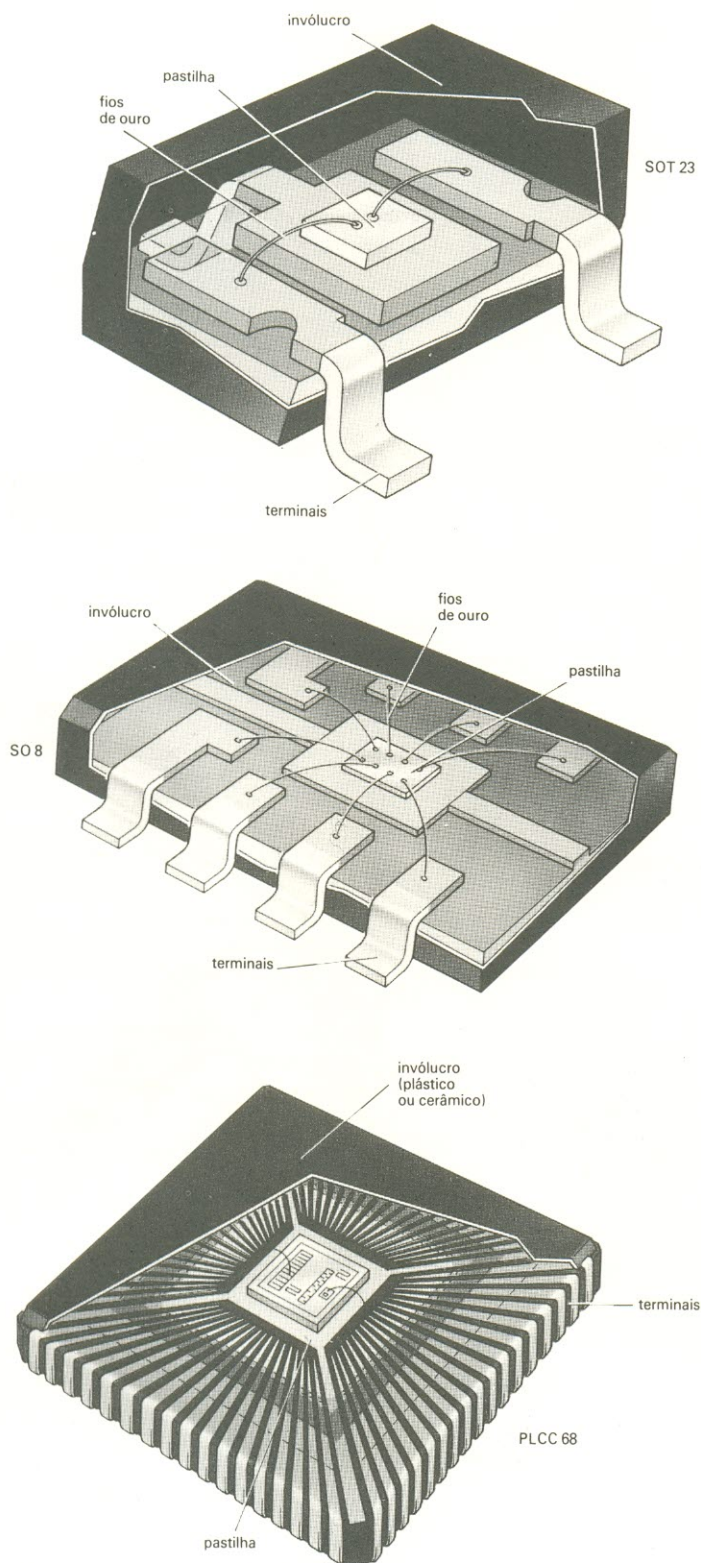 invólucro
pastilha
fios
de ouro
SOT 23
terminais
fios
de ouro
invólucro
pastilha
SO 8
terminais
invólucro
(plástico
ou cerâmico)
terminais
PLCC 68
pastilha